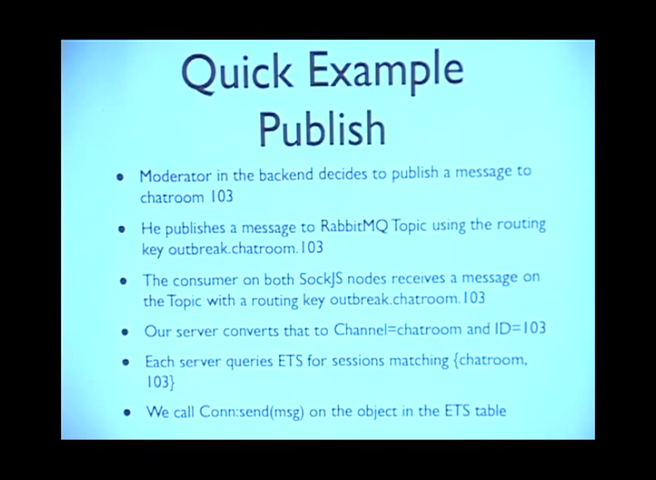 Quick Example
Publish
• Moderator in the backend decides to publish a message to
chatroom 103
• He publishes a message to RabbitMQ Topic using the routing
key outbreak.chatroom.103
• The consumer on both SockJS nodes receives a message on
the Topic with a routing key outbreak.chatroom.103
• Our server converts that to Channel=chatroom and ID=103
• Each server queries ETS for sessions matching {chatroom,
103}
• We call Conn:send(msg) on the object in the ETS table